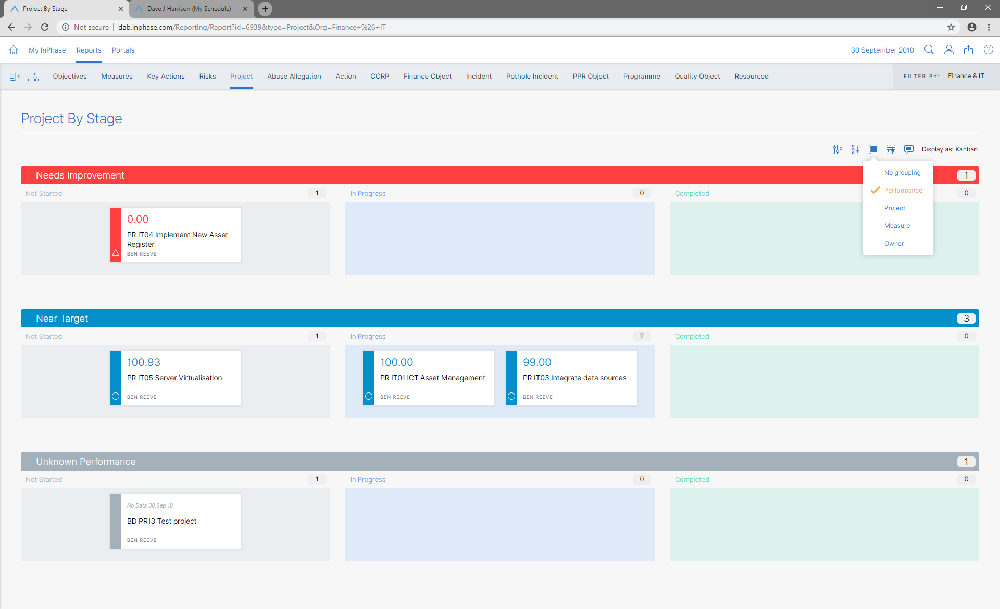 Project By Stage
Dave J Harrison (My Schedule)
Not secure
dab.inphase.com/Reporting/Report?id=6939&type=Project&Org=Finance+%26+IT
My InPhase
Reports
Portals
30 September 2010
Objectives
Measures
Key Actions
Risks
Project
Abuse Allegation
Action
CORP
Finance Object
Incident
Pothole Incident
PPR Object
Programme
Quality Object
Resourced
FILTER BY:
Finance & IT
Project By Stage
Display as: Kanban
No grouping
Performance
Project
Measure
Owner
Needs Improvement
1
Not Started
1
In Progress
0
Completed
0
0.00
PR IT04 Implement New Asset
Register
BEN REEVE
Near Target
3
Not Started
1
In Progress
2
Completed
0
100.93
PR IT05 Server Virtualisation
BEN REEVE
100.00
PR IT01 ICT Asset Management
BEN REEVE
99.00
PR IT03 Integrate data sources
BEN REEVE
Unknown Performance
1
Not Started
1
In Progress
0
Completed
0
No Data 30 Sep 10
BD PR13 Test project
BEN REEVE